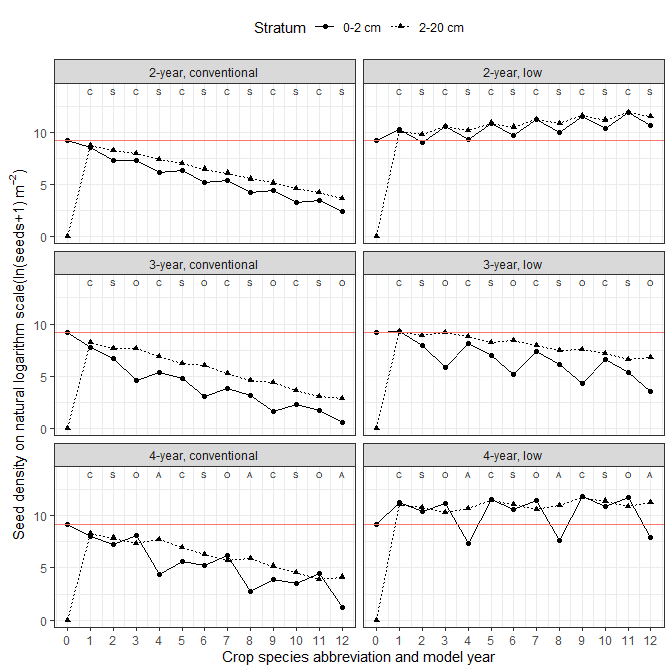 Stratum 0-2 cm 2-20 cm
2-year, conventional 2-year, low
C S C S C S C S C S C S C S C S C S C S C S C S
10
5
0
3-year, conventional 3-year, low
C S O C S O C S O C S O C S O C S O C S O C S O
10
5
0
4-year, conventional 4-year, low
C S O A C S O A C S O A C S O A C S O A C S O A
10
5
0
0 1 2 3 4 5 6 7 8 9 10 11 12 0 1 2 3 4 5 6 7 8 9 10 11 12
Crop species abbreviation and model year
Seed density on natural logarithm scale(ln(seeds+1) m⁻²)